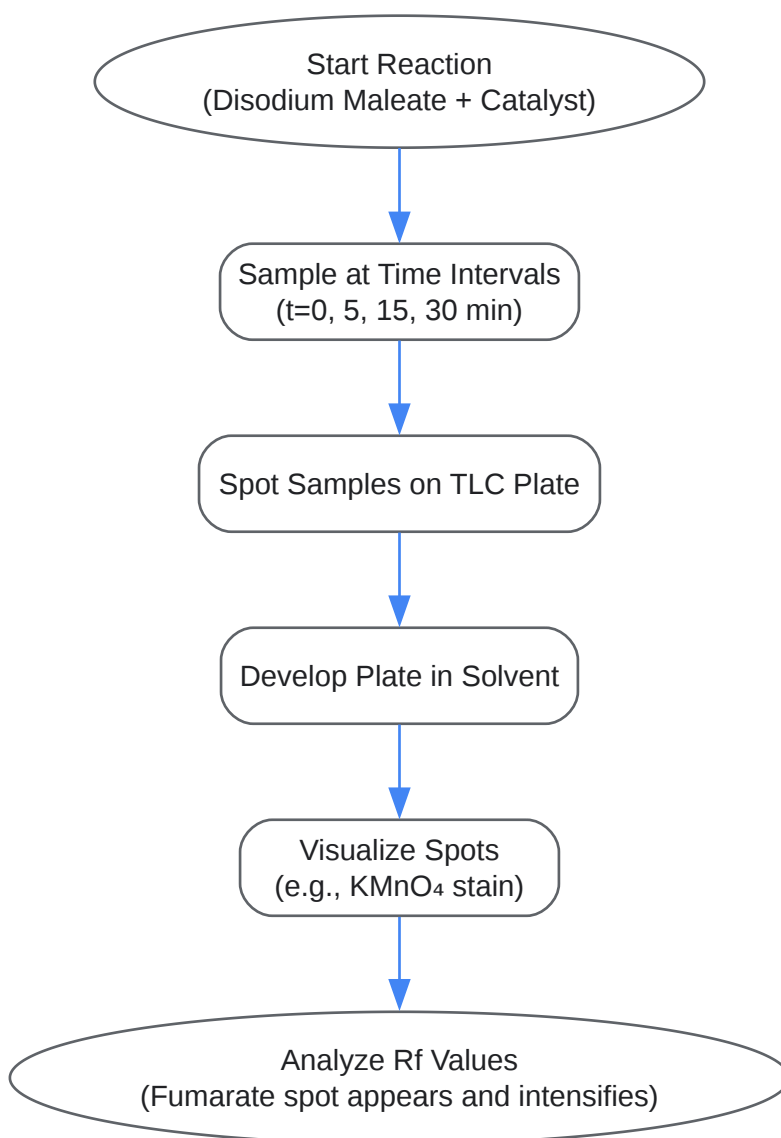 Start Reaction
(Disodium Maleate + Catalyst)
Sample at Time Intervals
(t=0, 5, 15, 30 min)
Spot Samples on TLC Plate
Develop Plate in Solvent
Visualize Spots
(e.g., KMnO₄ stain)
Analyze Rf Values
(Fumarate spot appears and intensifies)